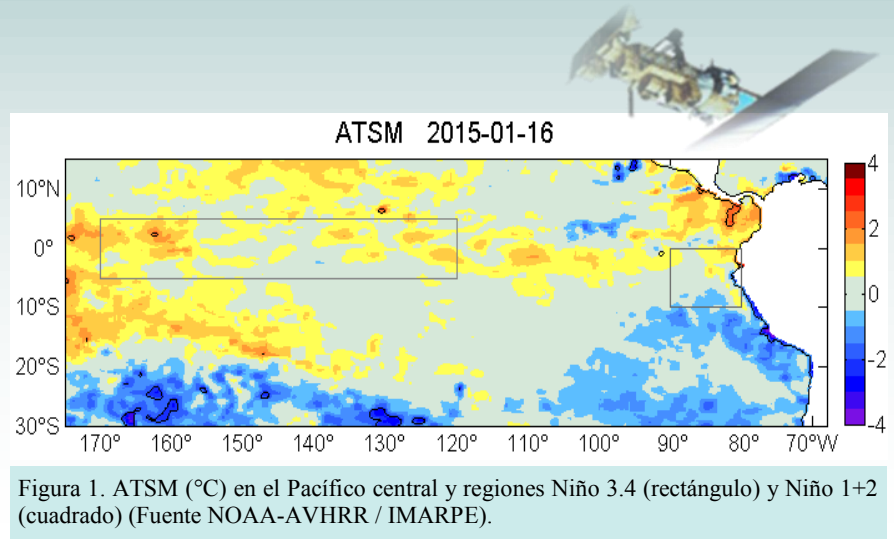 ATSM 2015-01-16
10°N
0°
10°S
20°S
30°S
170° 160° 150° 140° 130° 120° 110° 100° 90° 80° 70°W
4
2
0
-2
-4
Figura 1. ATSM (°C) en el Pacífico central y regiones Niño 3.4 (rectángulo) y Niño 1+2
(cuadrado) (Fuente NOAA-AVHRR / IMARPE).